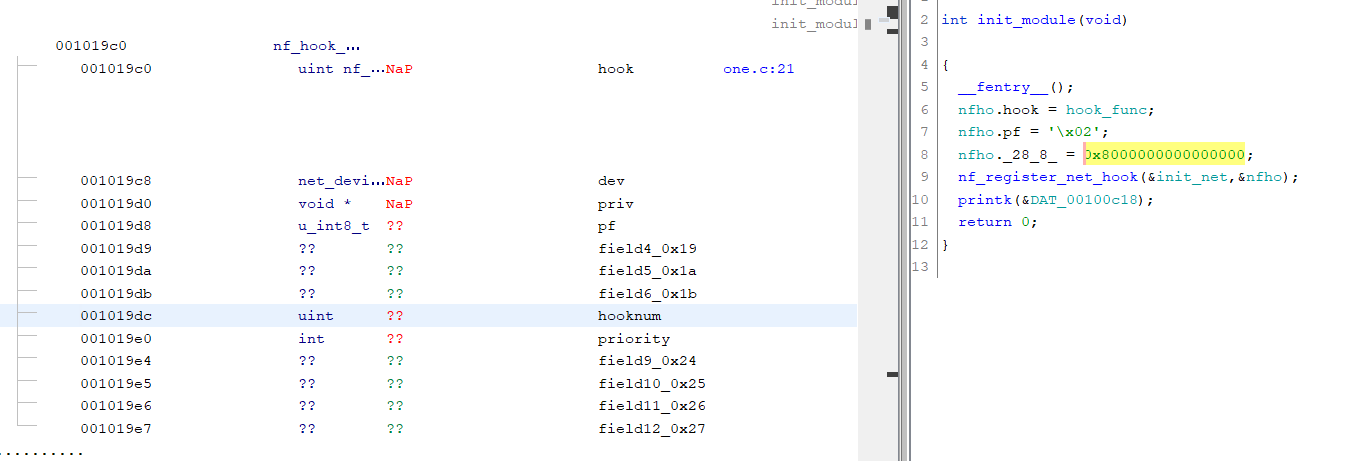 init_modul
init_modul
001019c0 nf_hook_...
001019c0 uint nf_...NaP hook one.c:21
001019c8 net_devi...NaP dev
001019d0 void * NaP priv
001019d8 u_int8_t ?? pf
001019d9 ?? ?? field4_0x19
001019da ?? ?? field5_0x1a
001019db ?? ?? field6_0x1b
001019dc uint ?? hooknum
001019e0 int ?? priority
001019e4 ?? ?? field9_0x24
001019e5 ?? ?? field10_0x25
001019e6 ?? ?? field11_0x26
001019e7 ?? ?? field12_0x27
..........
2 int init_module(void)
3
4 {
5 __fentry__();
6 nfho.hook = hook_func;
7 nfho.pf = '\x02';
8 nfho._28_8_ = 0x8000000000000000;
9 nf_register_net_hook(&init_net,&nfho);
10 printk(&DAT_00100c18);
11 return 0;
12 }
13